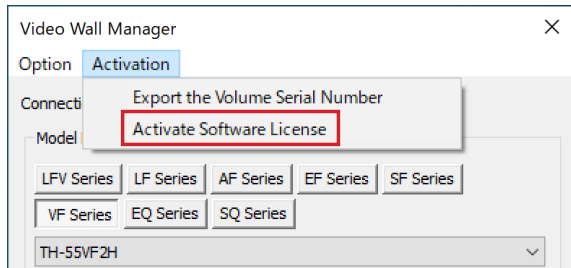 Video Wall Manager
Option Activation
Export the Volume Serial Number
Connecti
Activate Software License
Model
LFV Series LF Series AF Series EF Series SF Series
VF Series EQ Series SQ Series
TH-55VF2H